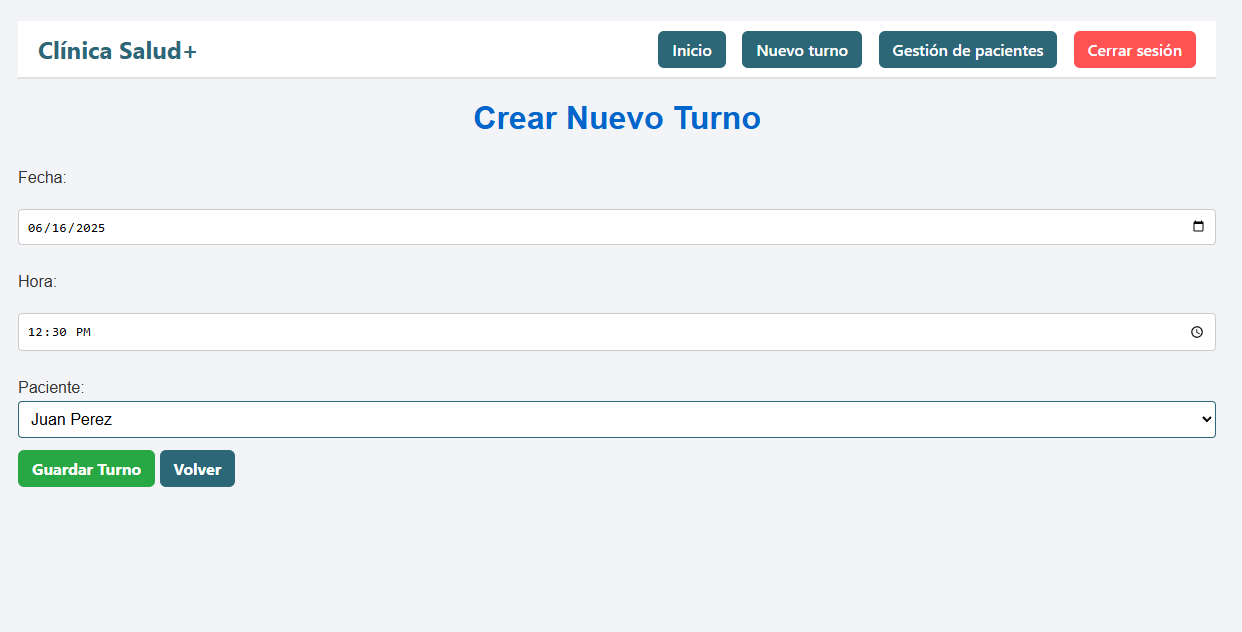 Clínica Salud+
Inicio
Nuevo turno
Gestión de pacientes
Cerrar sesión
Crear Nuevo Turno
Fecha:
06/16/2025
Hora:
12:30 PM
Paciente:
Juan Perez
Guardar Turno
Volver